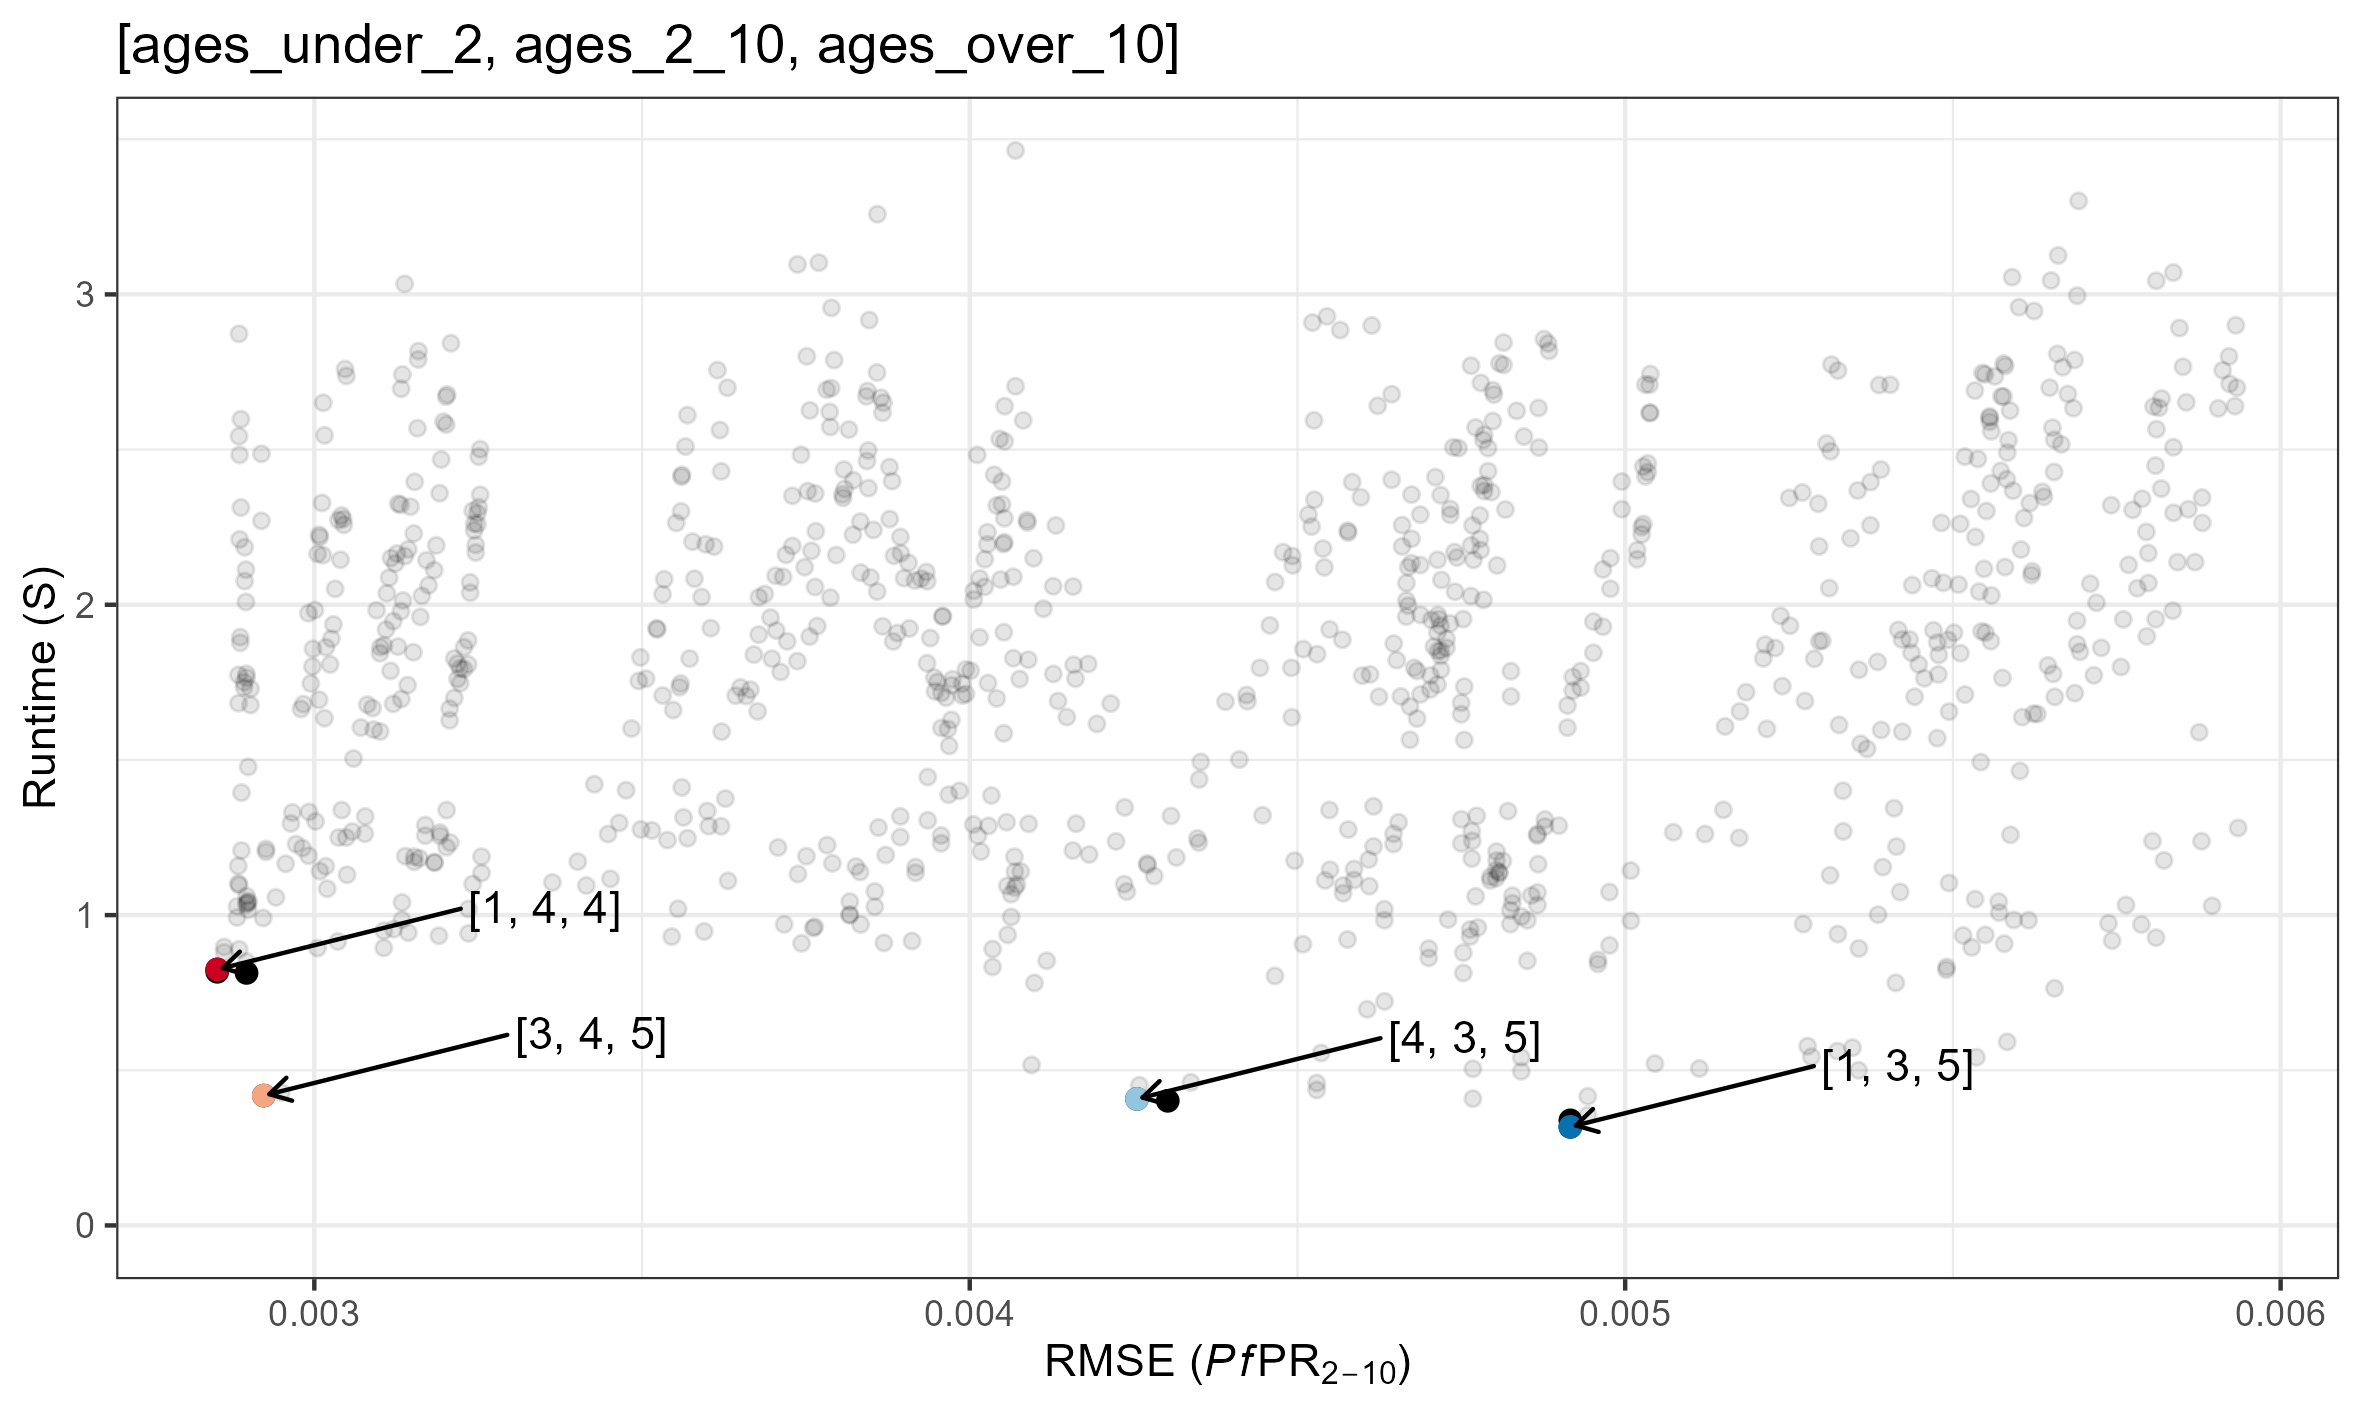 [ages_under_2, ages_2_10, ages_over_10]
Runtime (S)
3
2
1
0
[1, 4, 4]
[3, 4, 5]
[4, 3, 5]
[1, 3, 5]
0.003
0.004
0.005
0.006
RMSE (PfPR₂₋₁₀)